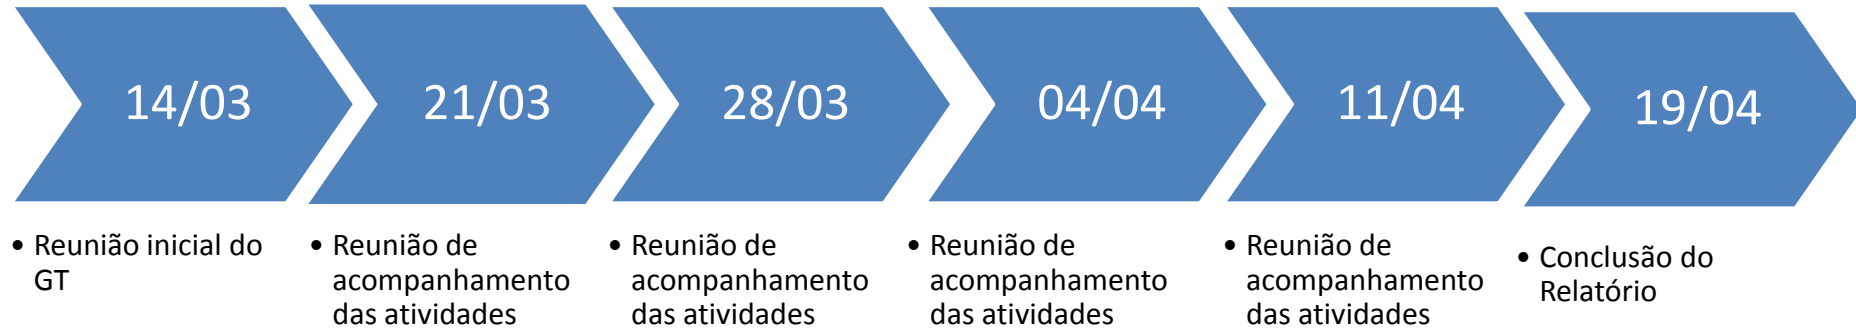 14/03
21/03
28/03
04/04
11/04
19/04
• Reunião inicial do
GT
• Reunião de
acompanhamento
das atividades
• Reunião de
acompanhamento
das atividades
• Reunião de
acompanhamento
das atividades
• Reunião de
acompanhamento
das atividades
• Conclusão do
Relatório